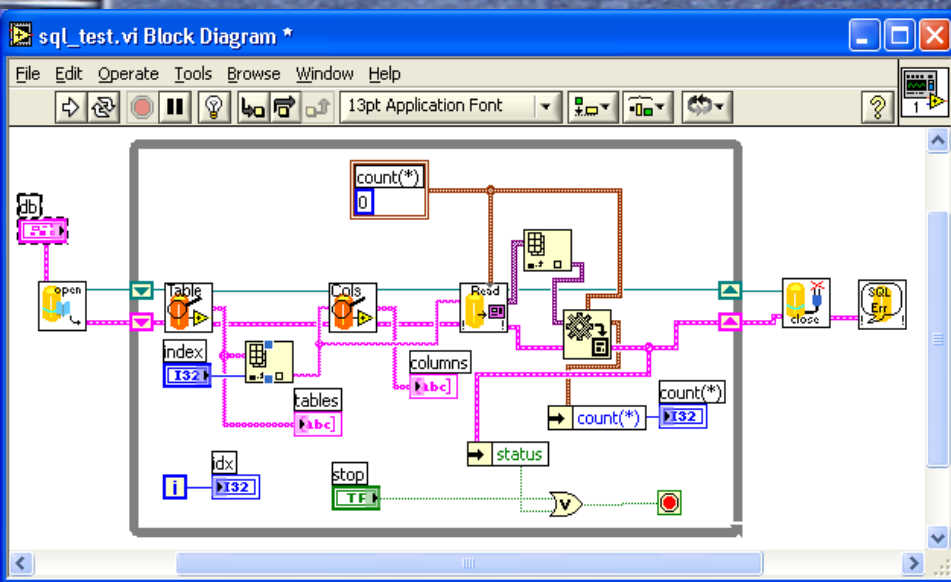 sql_test.vi Block Diagram *
File Edit Operate Tools Browse Window Help
13pt Application Font
1
count(*)
0
db
open
Table
Cols
Read
SQL
Err
close
index
I32
columns
abc
tables
abc
count(*)
count(*)
I32
status
idx
i
I32
stop
TF
V